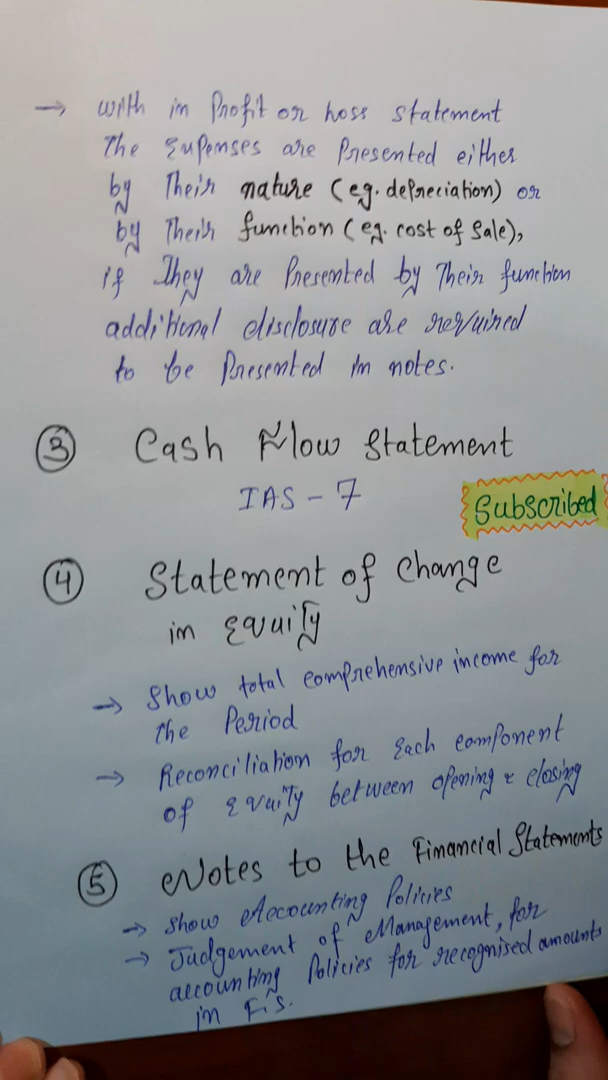 → with in Profit or Loss statement
The Expenses are Presented either
by Their nature (eg. depreciation) or
by Their function (eg. cost of sale),
if They are Presented by Their function
additional disclosure are required
to be Presented in notes.
③ Cash Flow Statement
IAS - 7
Subscribed
④ Statement of Change
in Equity
→ Show total comprehensive income for
the Period
→ Reconciliation for Each component
of Equity between opening & closing
⑤ Notes to the Financial Statements
→ Show Accounting Policies
→ Judgement of Management, for
accounting Policies for recognised amounts
in F.S.